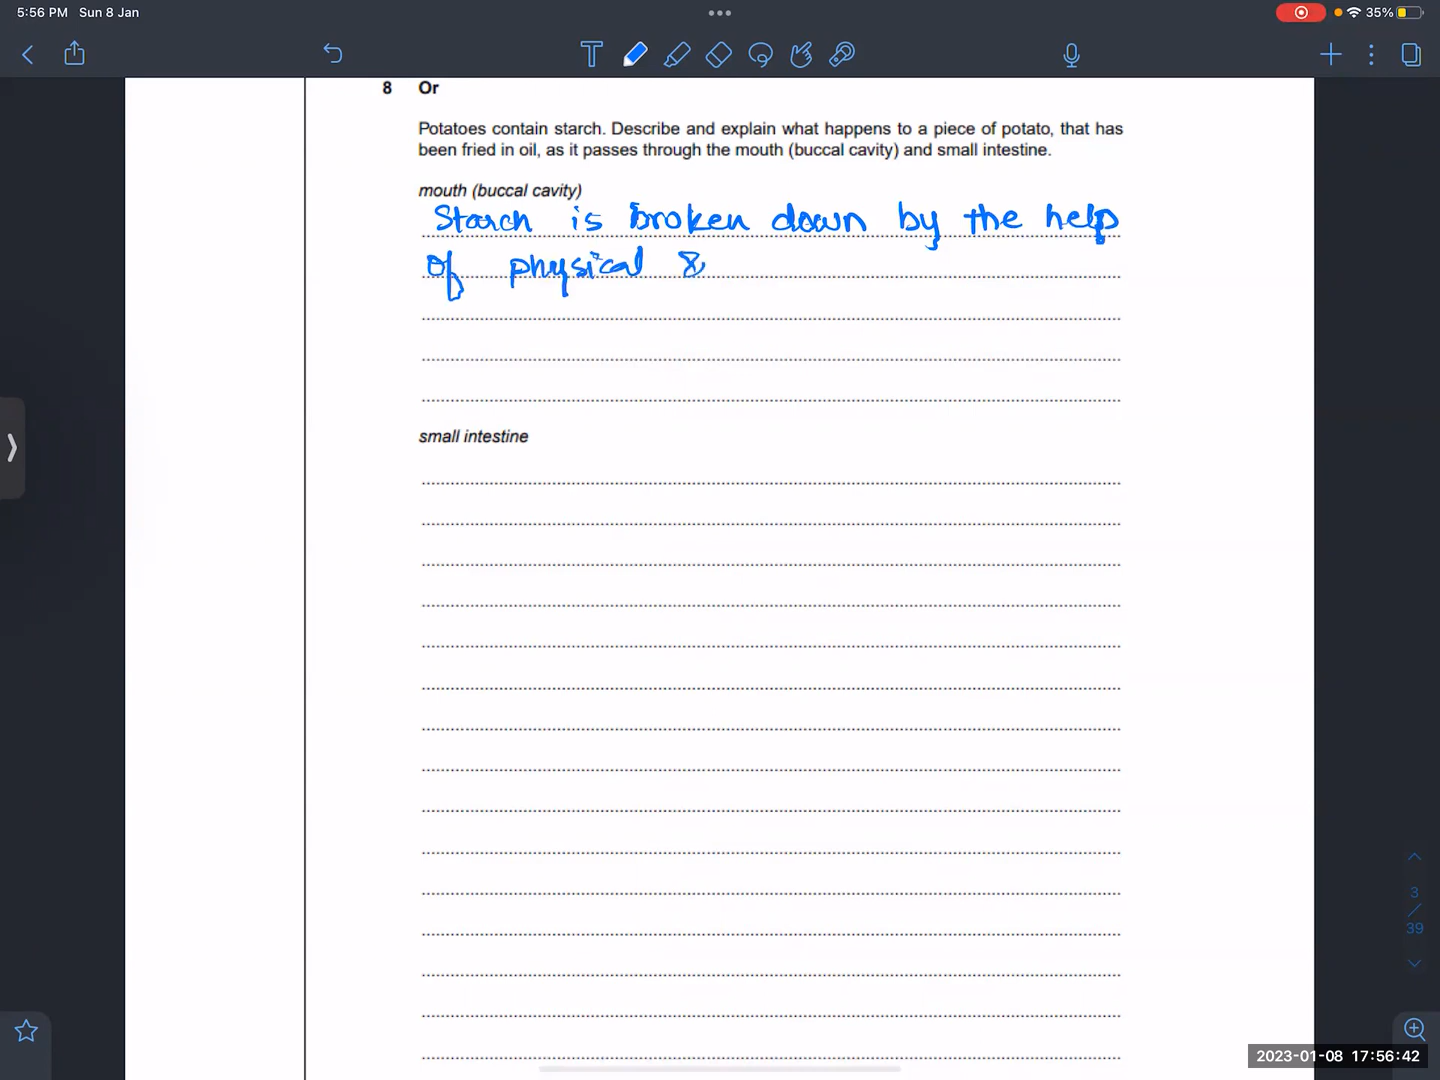 5:56 PM Sun 8 Jan
35%
8 Or
Potatoes contain starch. Describe and explain what happens to a piece of potato, that has
been fried in oil, as it passes through the mouth (buccal cavity) and small intestine.
mouth (buccal cavity)
Starch is broken down by the help
of physical &
small intestine
3
/
39
2023-01-08 17:56:42